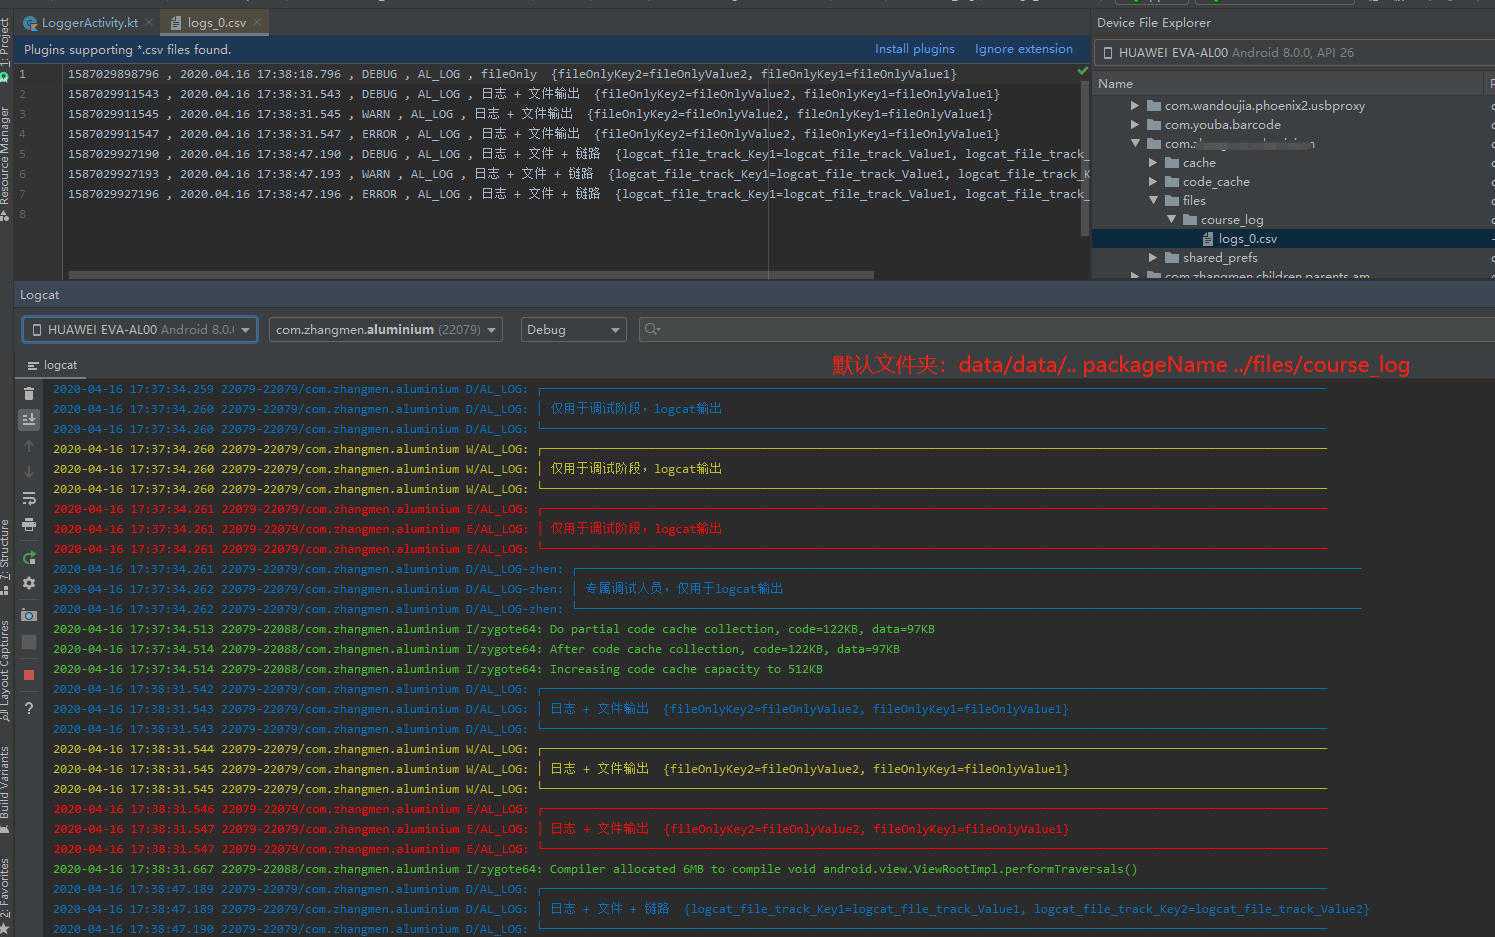 LoggerActivity.kt
logs_0.csv
Plugins supporting *.csv files found.
Install plugins
Ignore extension
1 1587029898796 , 2020.04.16 17:38:18.796 , DEBUG , AL_LOG , fileOnly {fileOnlyKey2=fileOnlyValue2, fileOnlyKey1=fileOnlyValue1}
2 1587029911543 , 2020.04.16 17:38:31.543 , DEBUG , AL_LOG , 日志 + 文件输出 {fileOnlyKey2=fileOnlyValue2, fileOnlyKey1=fileOnlyValue1}
3 1587029911545 , 2020.04.16 17:38:31.545 , WARN , AL_LOG , 日志 + 文件输出 {fileOnlyKey2=fileOnlyValue2, fileOnlyKey1=fileOnlyValue1}
4 1587029911547 , 2020.04.16 17:38:31.547 , ERROR , AL_LOG , 日志 + 文件输出 {fileOnlyKey2=fileOnlyValue2, fileOnlyKey1=fileOnlyValue1}
5 1587029927190 , 2020.04.16 17:38:47.190 , DEBUG , AL_LOG , 日志 + 文件 + 链路 {logcat_file_track_Key1=logcat_file_track_Value1, logcat_file_track_
6 1587029927193 , 2020.04.16 17:38:47.193 , WARN , AL_LOG , 日志 + 文件 + 链路 {logcat_file_track_Key1=logcat_file_track_Value1, logcat_file_track_K
7 1587029927196 , 2020.04.16 17:38:47.196 , ERROR , AL_LOG , 日志 + 文件 + 链路 {logcat_file_track_Key1=logcat_file_track_Value1, logcat_file_track_
8
Device File Explorer
HUAWEI EVA-AL00 Android 8.0.0, API 26
Name
com.wandoujia.phoenix2.usbproxy
com.youba.barcode
cache
code_cache
files
course_log
logs_0.csv
shared_prefs
com.zhangmen.children.parents.am
1: Project
Resource Manager
7: Structure
Layout Captures
Build Variants
2: Favorites
Logcat
HUAWEI EVA-AL00 Android 8.0.
com.zhangmen.aluminium (22079)
Debug
logcat
默认文件夹：data/data/.. packageName ../files/course_log
2020-04-16 17:37:34.259 22079-22079/com.zhangmen.aluminium D/AL_LOG:
2020-04-16 17:37:34.260 22079-22079/com.zhangmen.aluminium D/AL_LOG: │ 仅用于调试阶段，logcat输出
2020-04-16 17:37:34.260 22079-22079/com.zhangmen.aluminium D/AL_LOG:
2020-04-16 17:37:34.260 22079-22079/com.zhangmen.aluminium W/AL_LOG:
2020-04-16 17:37:34.260 22079-22079/com.zhangmen.aluminium W/AL_LOG: │ 仅用于调试阶段，logcat输出
2020-04-16 17:37:34.260 22079-22079/com.zhangmen.aluminium W/AL_LOG:
2020-04-16 17:37:34.261 22079-22079/com.zhangmen.aluminium E/AL_LOG:
2020-04-16 17:37:34.261 22079-22079/com.zhangmen.aluminium E/AL_LOG: │ 仅用于调试阶段，logcat输出
2020-04-16 17:37:34.261 22079-22079/com.zhangmen.aluminium E/AL_LOG:
2020-04-16 17:37:34.261 22079-22079/com.zhangmen.aluminium D/AL_LOG-zhen:
2020-04-16 17:37:34.262 22079-22079/com.zhangmen.aluminium D/AL_LOG-zhen: │ 专属调试人员，仅用于logcat输出
2020-04-16 17:37:34.262 22079-22079/com.zhangmen.aluminium D/AL_LOG-zhen:
2020-04-16 17:37:34.513 22079-22088/com.zhangmen.aluminium I/zygote64: Do partial code cache collection, code=122KB, data=97KB
2020-04-16 17:37:34.514 22079-22088/com.zhangmen.aluminium I/zygote64: After code cache collection, code=122KB, data=97KB
2020-04-16 17:37:34.514 22079-22088/com.zhangmen.aluminium I/zygote64: Increasing code cache capacity to 512KB
2020-04-16 17:38:31.542 22079-22079/com.zhangmen.aluminium D/AL_LOG:
2020-04-16 17:38:31.543 22079-22079/com.zhangmen.aluminium D/AL_LOG: │ 日志 + 文件输出 {fileOnlyKey2=fileOnlyValue2, fileOnlyKey1=fileOnlyValue1}
2020-04-16 17:38:31.543 22079-22079/com.zhangmen.aluminium D/AL_LOG:
2020-04-16 17:38:31.544 22079-22079/com.zhangmen.aluminium W/AL_LOG:
2020-04-16 17:38:31.545 22079-22079/com.zhangmen.aluminium W/AL_LOG: │ 日志 + 文件输出 {fileOnlyKey2=fileOnlyValue2, fileOnlyKey1=fileOnlyValue1}
2020-04-16 17:38:31.545 22079-22079/com.zhangmen.aluminium W/AL_LOG:
2020-04-16 17:38:31.546 22079-22079/com.zhangmen.aluminium E/AL_LOG:
2020-04-16 17:38:31.547 22079-22079/com.zhangmen.aluminium E/AL_LOG: │ 日志 + 文件输出 {fileOnlyKey2=fileOnlyValue2, fileOnlyKey1=fileOnlyValue1}
2020-04-16 17:38:31.547 22079-22079/com.zhangmen.aluminium E/AL_LOG:
2020-04-16 17:38:31.667 22079-22088/com.zhangmen.aluminium I/zygote64: Compiler allocated 6MB to compile void android.view.ViewRootImpl.performTraversals()
2020-04-16 17:38:47.189 22079-22079/com.zhangmen.aluminium D/AL_LOG:
2020-04-16 17:38:47.189 22079-22079/com.zhangmen.aluminium D/AL_LOG: │ 日志 + 文件 + 链路 {logcat_file_track_Key1=logcat_file_track_Value1, logcat_file_track_Key2=logcat_file_track_Value2}
2020-04-16 17:38:47.190 22079-22079/com.zhangmen.aluminium D/AL_LOG: